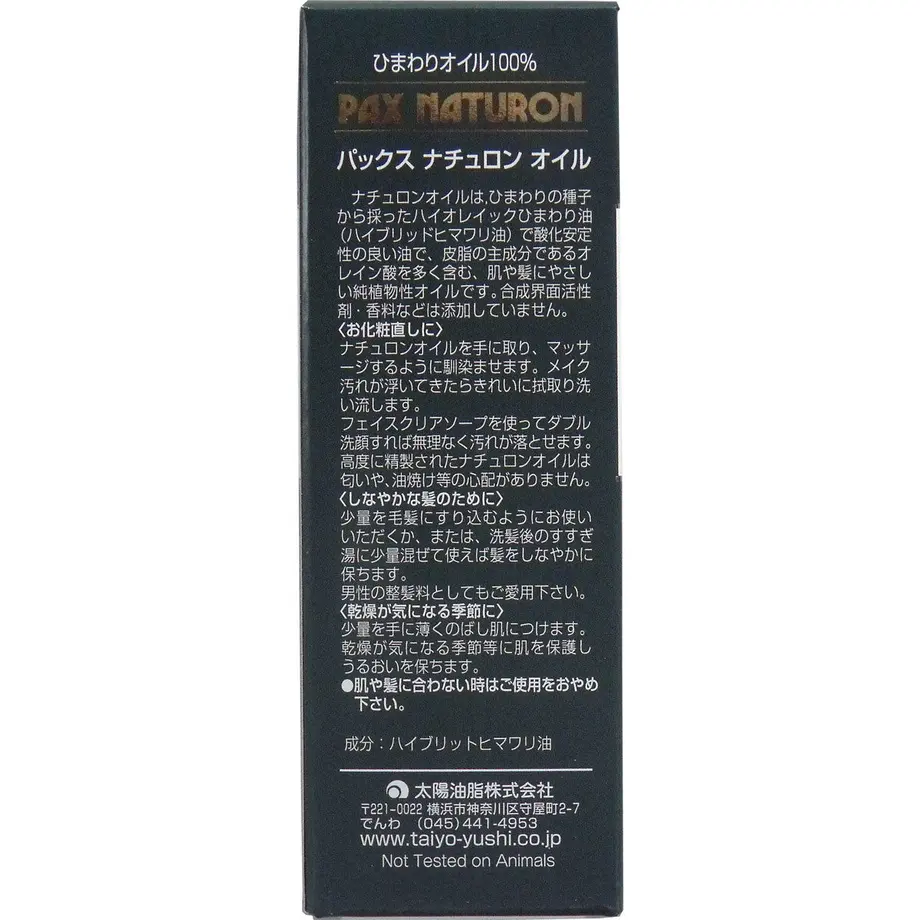 ひまわりオイル100%
PAX NATURON
パックス ナチュロン オイル
ナチュロンオイルは,ひまわりの種子
から採ったハイオレイックひまわり油
(ハイブリッドヒマワリ油)で酸化安定
性の良い油で、皮脂の主成分であるオ
レイン酸を多く含む、肌や髪にやさし
い純植物性オイルです。合成界面活性
剤・香料などは添加していません。
〈お化粧直しに〉
ナチュロンオイルを手に取り、マッサ
ージするように馴染ませます。メイク
汚れが浮いてきたらきれいに拭取り洗
い流します。
フェイスクリアソープを使ってダブル
洗顔すれば無理なく汚れが落とせます。
高度に精製されたナチュロンオイルは
匂いや、油焼け等の心配がありません。
〈しなやかな髪のために〉
少量を毛髪にすり込むようにお使い
いただくか、または、洗髪後のすすぎ
湯に少量混ぜて使えば髪をしなやかに
保ちます。
男性の整髪料としてもご愛用下さい。
〈乾燥が気になる季節に〉
少量を手に薄くのばし肌につけます。
乾燥が気になる季節等に肌を保護し
うるおいを保ちます。
●肌や髪に合わない時はご使用をおやめ
下さい。
成分:ハイブリットヒマワリ油
太陽油脂株式会社
〒221-0022 横浜市神奈川区守屋町2-7
でんわ (045)441-4953
www.taiyo-yushi.co.jp
Not Tested on Animals